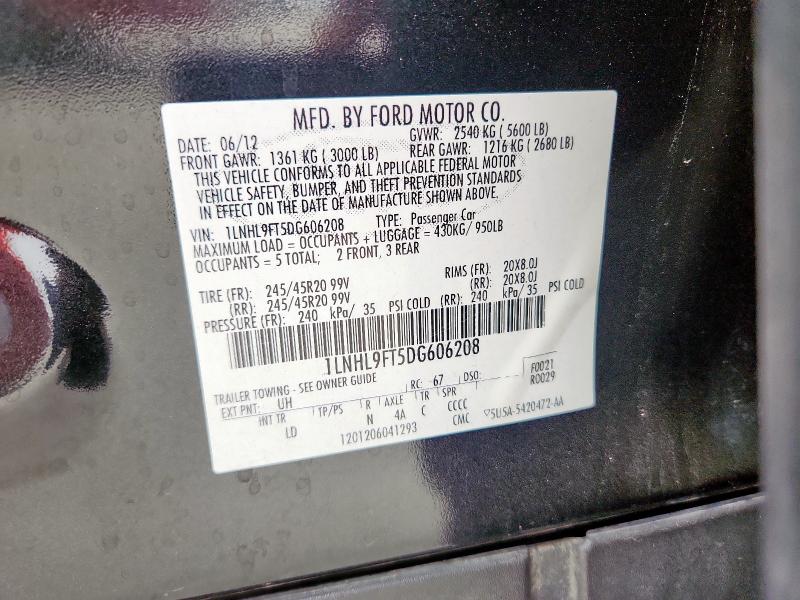 MFD. BY FORD MOTOR CO.
DATE: 06/12 GVWR: 2540 KG (5600 LB)
FRONT GAWR: 1361 KG (3000 LB) REAR GAWR: 1216 KG (2680 LB)
THIS VEHICLE CONFORMS TO ALL APPLICABLE FEDERAL MOTOR
VEHICLE SAFETY, BUMPER, AND THEFT PREVENTION STANDARDS
IN EFFECT ON THE DATE OF MANUFACTURE SHOWN ABOVE.
VIN: 1LNHL9FT5DG606208 TYPE: Passenger Car
MAXIMUM LOAD = OCCUPANTS + LUGGAGE = 430KG/ 950LB
OCCUPANTS = 5 TOTAL; 2 FRONT, 3 REAR
TIRE (FR): 245/45R20 99V RIMS (FR): 20X8.0J
(RR): 245/45R20 99V (RR): 20X8.0J
PRESSURE (FR): 240 kPa/ 35 PSI COLD (RR): 240 kPa/ 35 PSI COLD
1LNHL9FT5DG606208
F0021
R0029
TRAILER TOWING - SEE OWNER GUIDE RC: 67 DSO:
EXT PNT: UH
INT TR TP/PS R AXLE TR SPR
LD N 4A C CCCC
1201206041293 CMC ▽5USA-5420472-AA